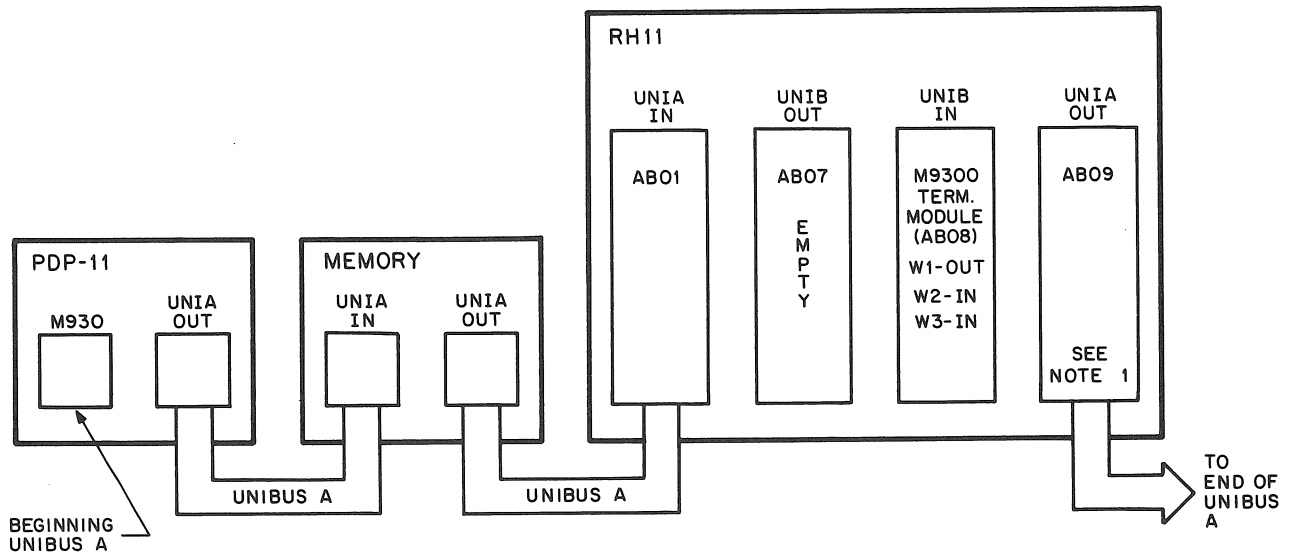 RH11
UNIA
IN
UNIB
OUT
UNIB
IN
UNIA
OUT
AB01
AB07
EMPTY
M9300
TERM.
MODULE
(AB08)
W1-OUT
W2-IN
W3-IN
AB09
SEE
NOTE 1
PDP-11
M930
UNIA
OUT
MEMORY
UNIA
IN
UNIA
OUT
UNIBUS A
UNIBUS A
BEGINNING
UNIBUS A
TO
END OF
UNIBUS
A